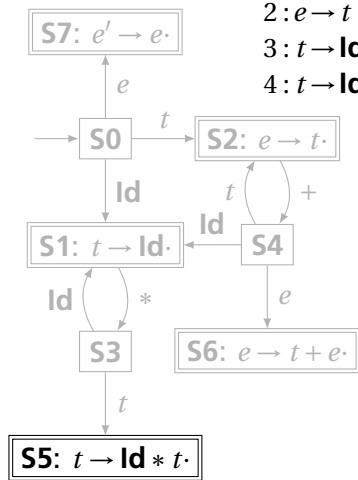 2 : e → t
3 : t → Id
4 : t → Id
S7: e′ → e·
e
S0
t
S2: e → t·
Id
t
+
S1: t → Id·
Id
S4
Id
*
e
S3
S6: e → t + e·
t
S5: t → Id * t·